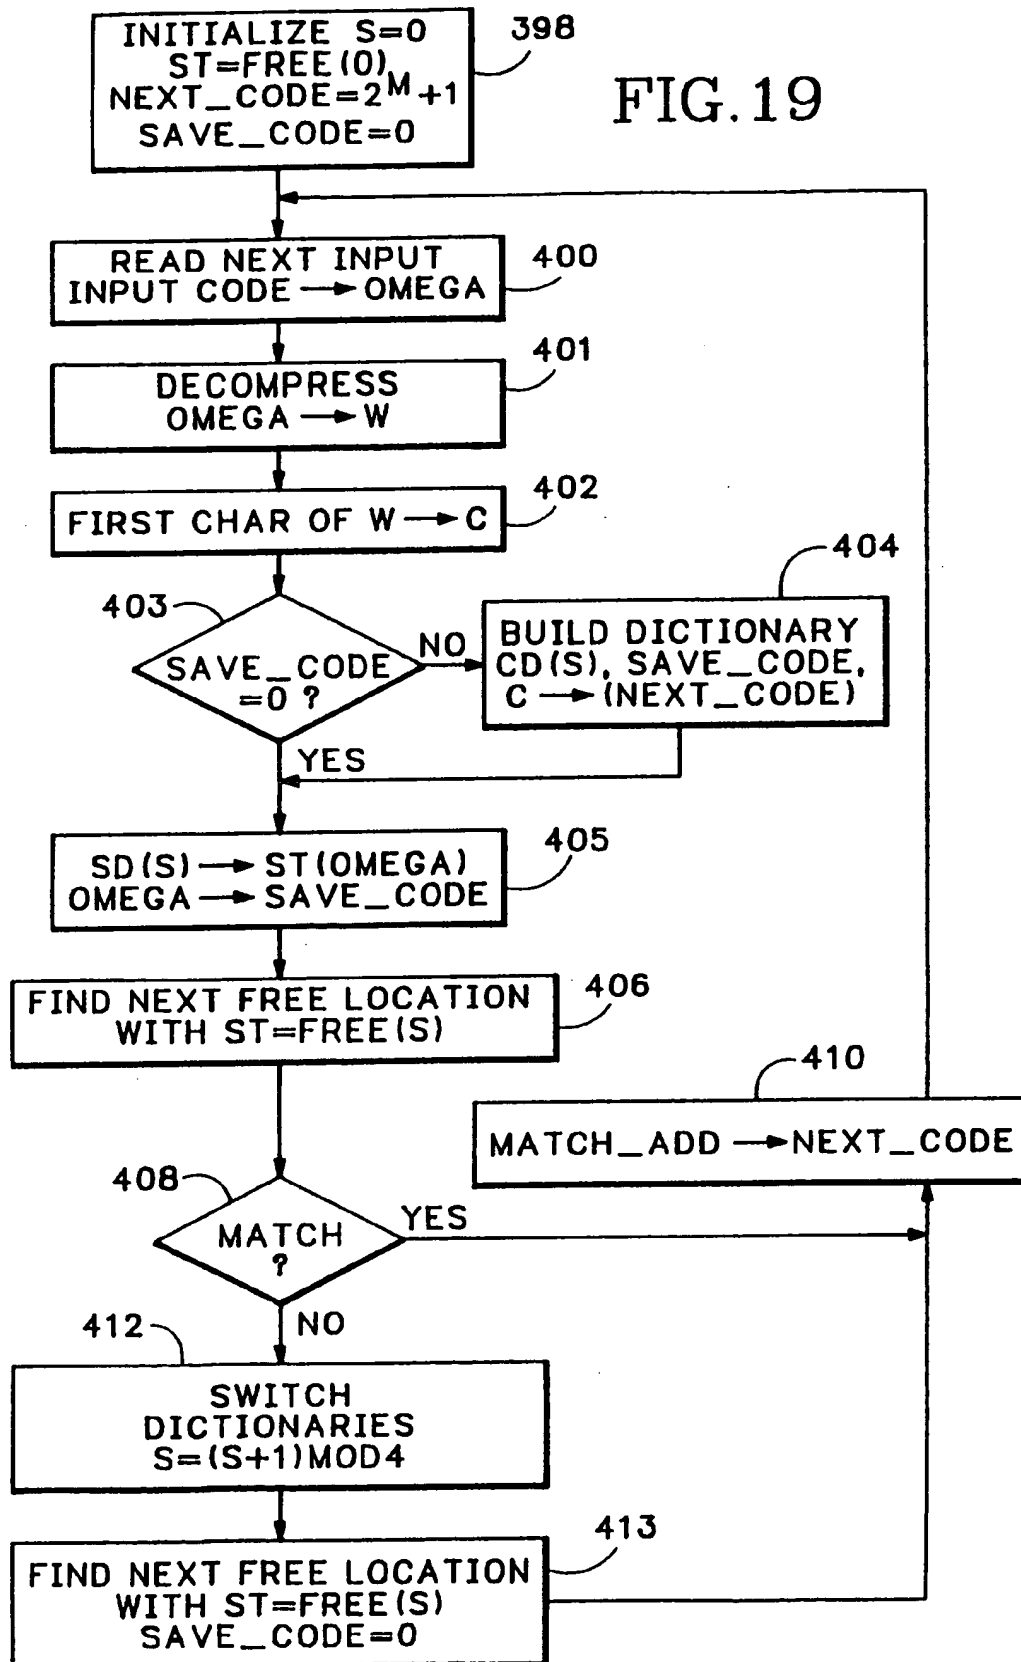 INITIALIZE S=0
ST=FREE(0)
NEXT_CODE=2^M+1
SAVE_CODE=0
398
FIG.19
READ NEXT INPUT
INPUT CODE → OMEGA
400
DECOMPRESS
OMEGA → W
401
FIRST CHAR OF W → C
402
403
SAVE_CODE
=0 ?
NO
YES
404
BUILD DICTIONARY
CD(S), SAVE_CODE,
C → (NEXT_CODE)
SD(S) → ST(OMEGA)
OMEGA → SAVE_CODE
405
FIND NEXT FREE LOCATION
WITH ST=FREE(S)
406
410
MATCH_ADD → NEXT_CODE
408
MATCH
?
YES
NO
412
SWITCH
DICTIONARIES
S=(S+1)MOD4
413
FIND NEXT FREE LOCATION
WITH ST=FREE(S)
SAVE_CODE=0